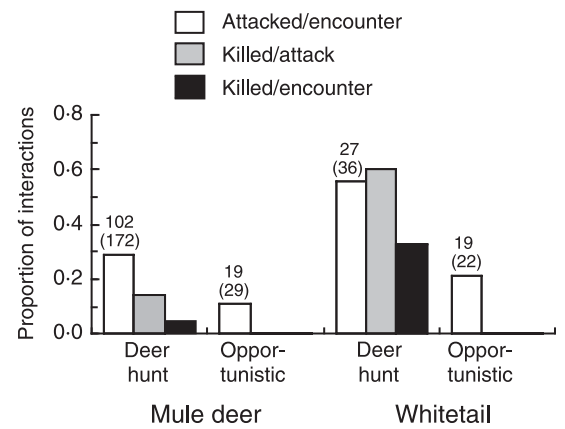 Attacked/encounter
Killed/attack
Killed/encounter
Proportion of interactions
0·8
0·6
0·4
0·2
0·0
102
(172)
19
(29)
27
(36)
19
(22)
Deer
hunt
Oppor-
tunistic
Deer
hunt
Oppor-
tunistic
Mule deer
Whitetail